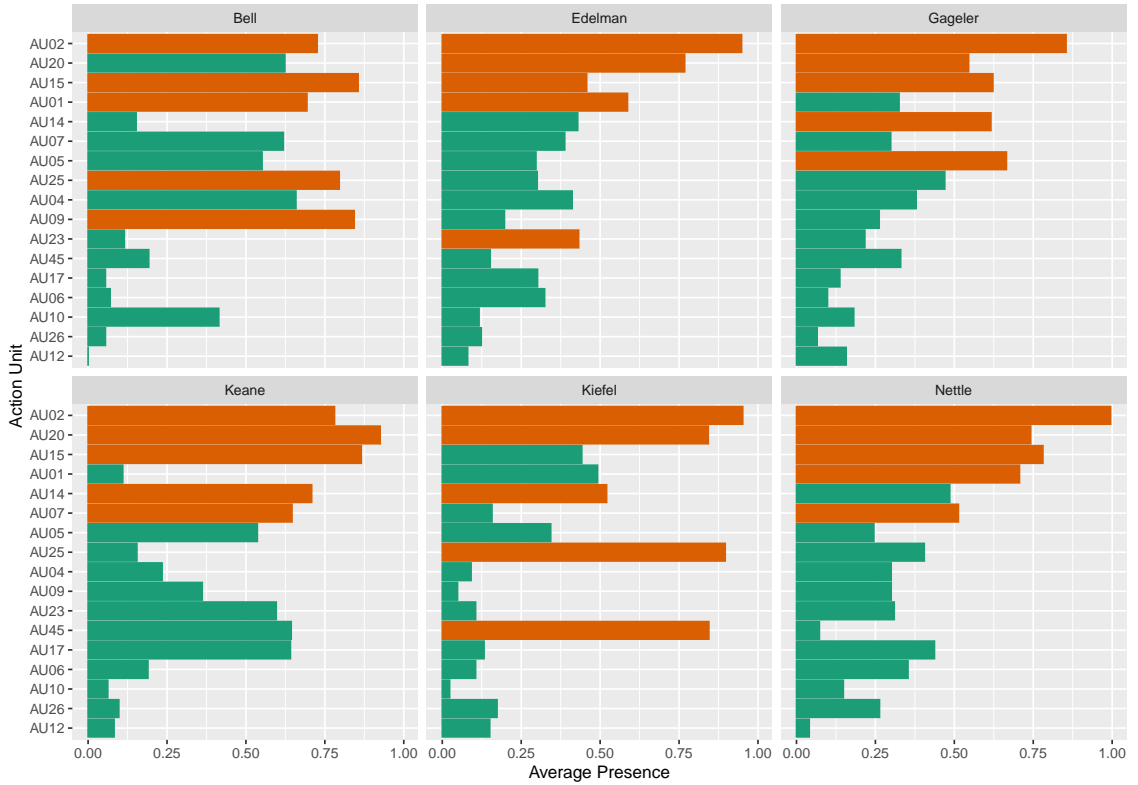 Bell
Edelman
Gageler
AU02
AU20
AU15
AU01
AU14
AU07
AU05
AU25
AU04
AU09
AU23
AU45
AU17
AU06
AU10
AU26
AU12
Action Unit
Keane
Kiefel
Nettle
AU02
AU20
AU15
AU01
AU14
AU07
AU05
AU25
AU04
AU09
AU23
AU45
AU17
AU06
AU10
AU26
AU12
0.00 0.25 0.50 0.75 1.00
0.00 0.25 0.50 0.75 1.00
0.00 0.25 0.50 0.75 1.00
Average Presence